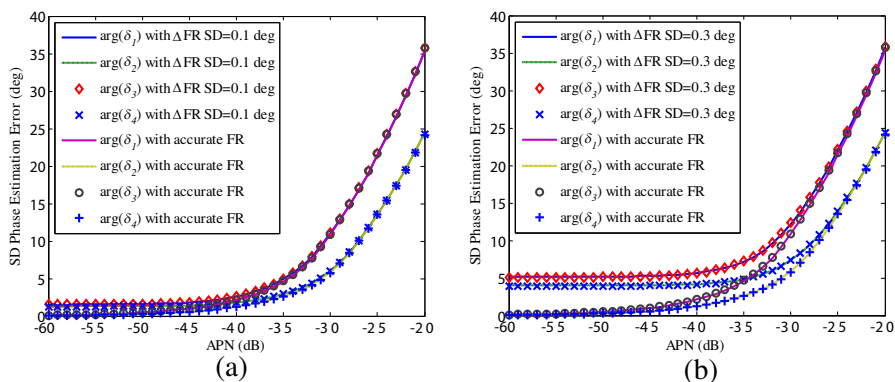 40
35
30
25
20
15
10
5
0
SD Phase Estimation Error (deg)
arg(δ1) with ΔFR SD=0.1 deg
arg(δ2) with ΔFR SD=0.1 deg
arg(δ3) with ΔFR SD=0.1 deg
arg(δ4) with ΔFR SD=0.1 deg
arg(δ1) with accurate FR
arg(δ2) with accurate FR
arg(δ3) with accurate FR
arg(δ4) with accurate FR
-60 -55 -50 -45 -40 -35 -30 -25 -20
APN (dB)
(a)
40
35
30
25
20
15
10
5
0
SD Phase Estimation Error (deg)
arg(δ1) with ΔFR SD=0.3 deg
arg(δ2) with ΔFR SD=0.3 deg
arg(δ3) with ΔFR SD=0.3 deg
arg(δ4) with ΔFR SD=0.3 deg
arg(δ1) with accurate FR
arg(δ2) with accurate FR
arg(δ3) with accurate FR
arg(δ4) with accurate FR
-60 -55 -50 -45 -40 -35 -30 -25 -20
APN (dB)
(b)